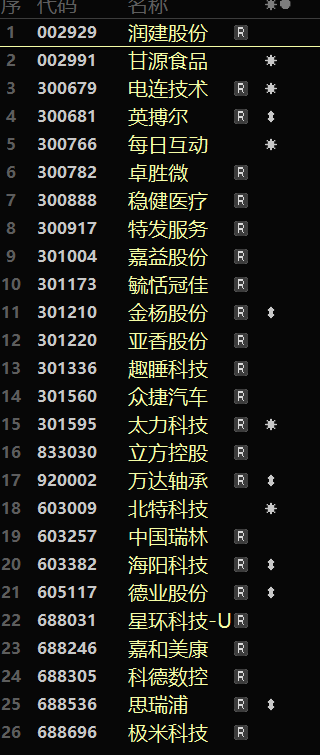 序 代码 名称
1 002929 润建股份 R
2 002991 甘源食品
3 300679 电连技术 R
4 300681 英搏尔 R
5 300766 每日互动
6 300782 卓胜微 R
7 300888 稳健医疗 R
8 300917 特发服务 R
9 301004 嘉益股份 R
10 301173 毓恬冠佳 R
11 301210 金杨股份 R
12 301220 亚香股份 R
13 301336 趣睡科技 R
14 301560 众捷汽车 R
15 301595 太力科技 R
16 833030 立方控股 R
17 920002 万达轴承 R
18 603009 北特科技
19 603257 中国瑞林 R
20 603382 海阳科技 R
21 605117 德业股份 R
22 688031 星环科技-U R
23 688246 嘉和美康 R
24 688305 科德数控 R
25 688536 思瑞浦 R
26 688696 极米科技 R